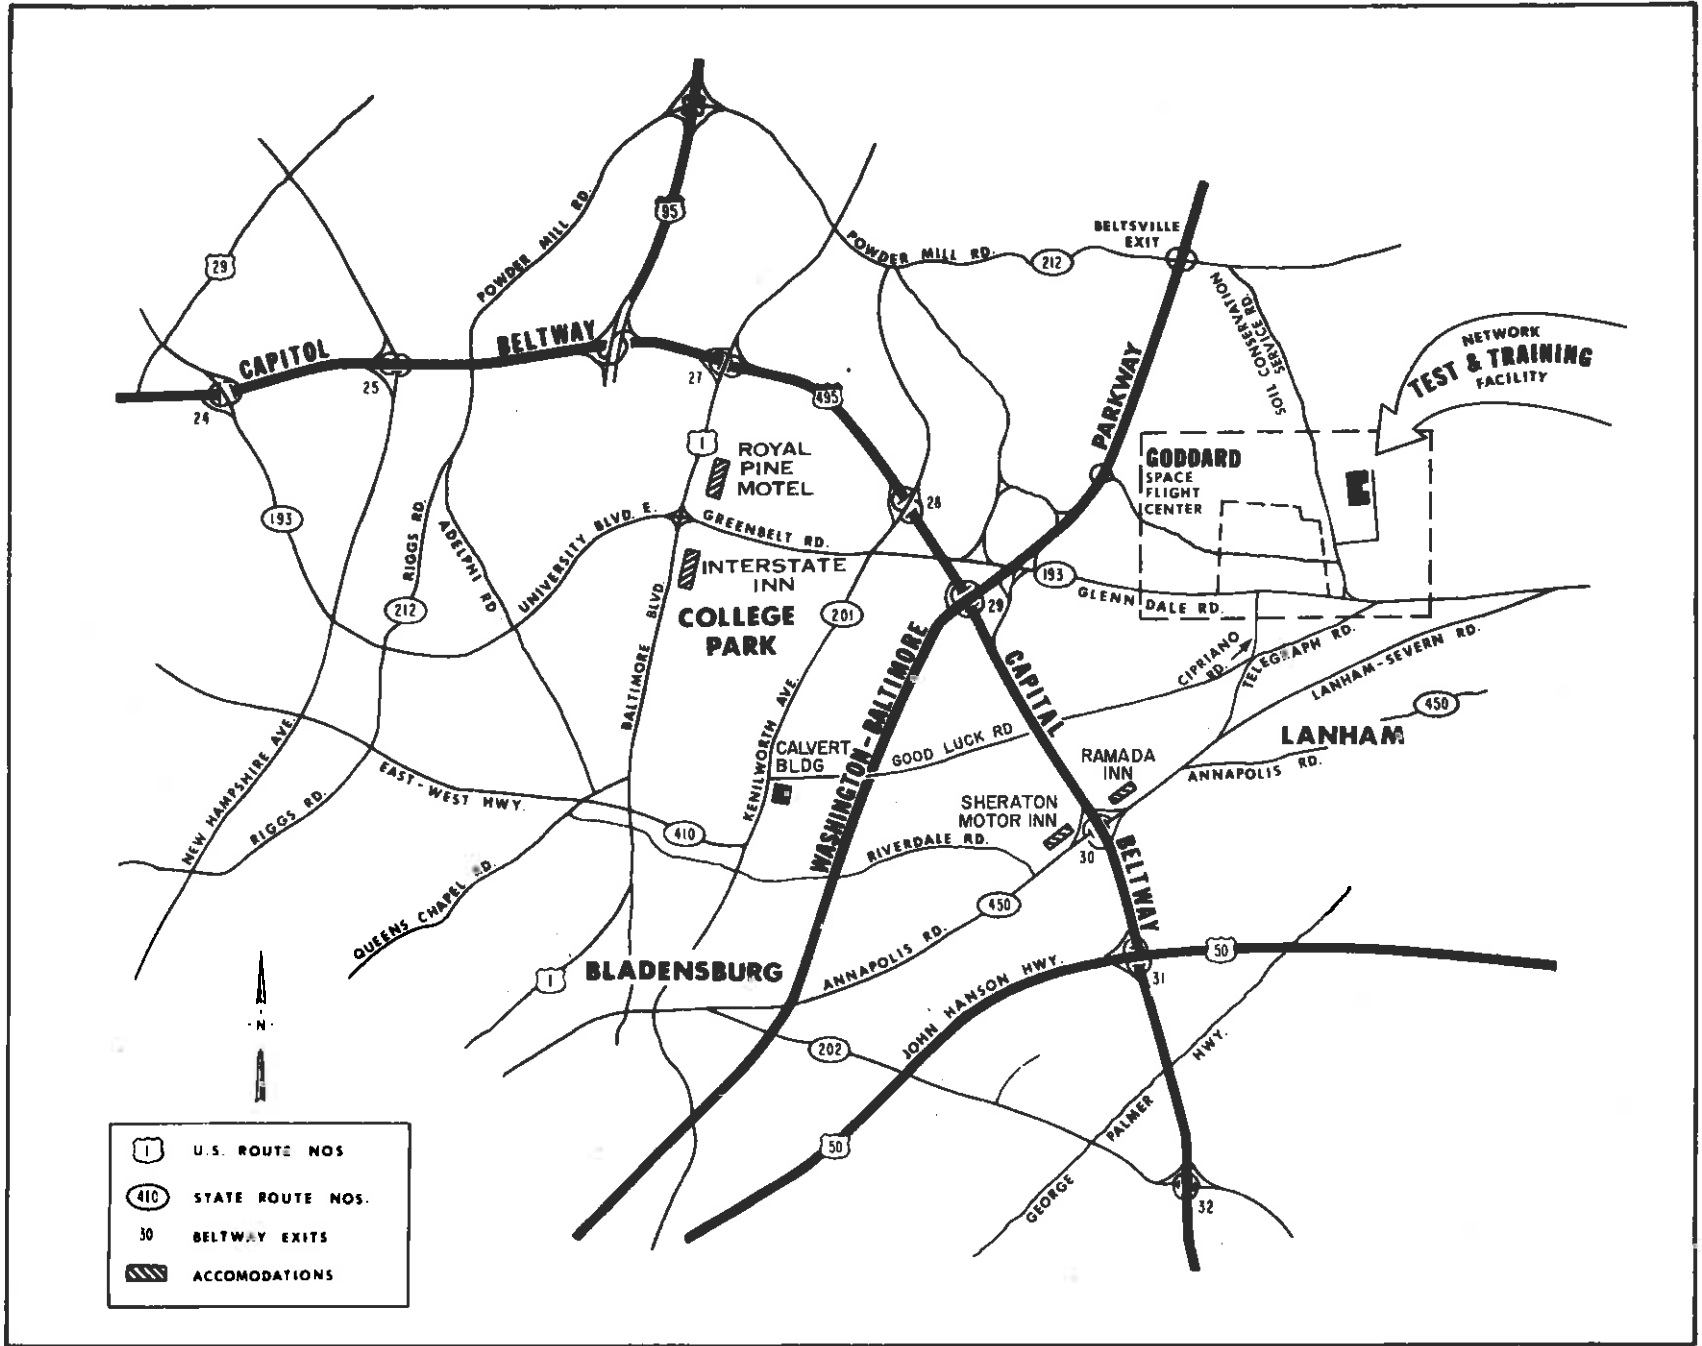 95
POWDER MILL RD.
29
POWDER MILL RD.
212
BELTSVILLE
EXIT
SOIL CONSERVATION
SERVICE RD.
NETWORK
TEST & TRAINING
FACILITY
CAPITOL
BELTWAY
24
25
27
495
PARKWAY
1
ROYAL
PINE
MOTEL
GODDARD
SPACE
FLIGHT
CENTER
28
193
RIGGS RD.
ADELPHI RD
UNIVERSITY BLVD. E.
GREENBELT RD.
INTERSTATE
INN
193
GLENN DALE RD.
29
212
BALTIMORE BLVD.
COLLEGE
PARK
201
CIPRIANO
RD.
TELEGRAPH RD.
LANHAM-SEVERN RD.
450
WASHINGTON-BALTIMORE
CAPITAL
KENILWORTH AVE.
CALVERT
BLDG
GOOD LUCK RD
LANHAM
RAMADA
INN
ANNAPOLIS RD.
NEW HAMPSHIRE AVE.
RIGGS RD.
EAST-WEST HWY.
410
SHERATON
MOTOR INN
RIVERDALE RD.
30
BELTWAY
QUEENS CHAPEL RD.
450
1
BLADENSBURG
ANNAPOLIS RD.
JOHN HANSON HWY.
50
31
202
HWY.
PALMER
GEORGE
50
32
N
1 U.S. ROUTE NOS
410 STATE ROUTE NOS.
30 BELTWAY EXITS
ACCOMODATIONS